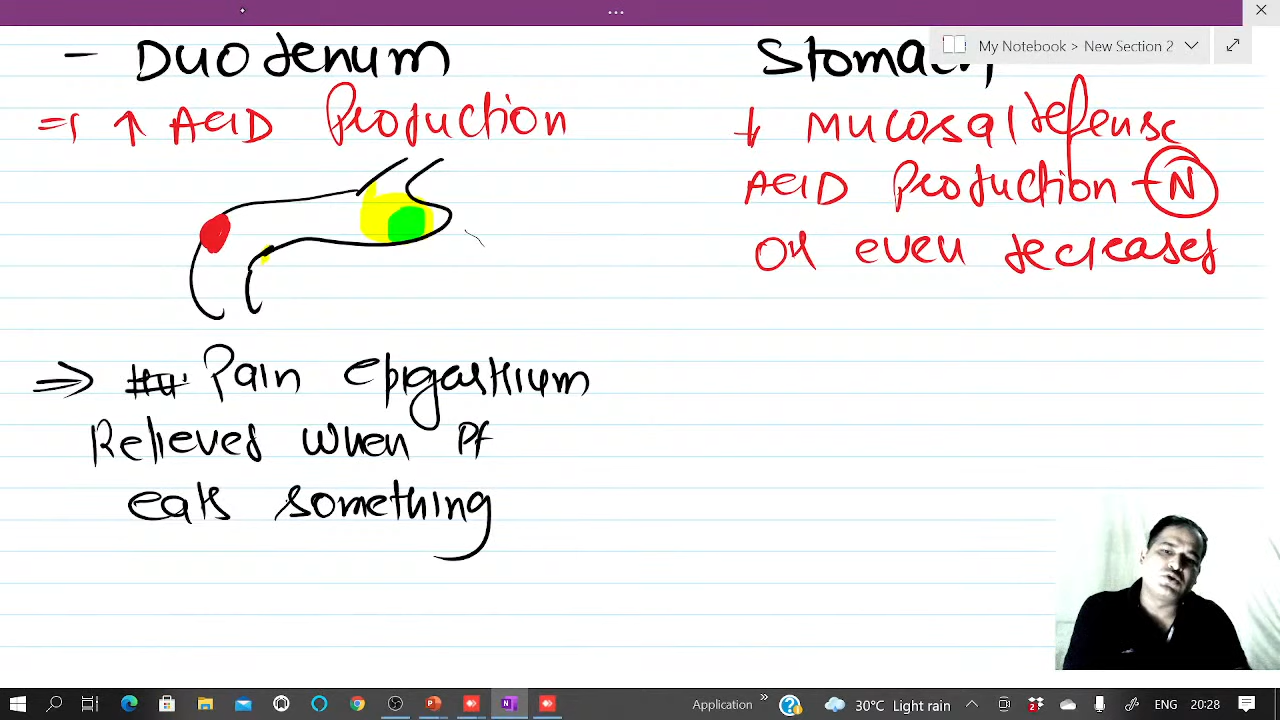 ...
My Notebook > New Section 2
- Duodenum
Stomach
=> ↑ Acid Production
↓ Mucosal defense
Acid Production - N
or even decreases
=> Pain epigastrium
Relieved when Pt
eats something
Application
30°C Light rain
ENG
20:28